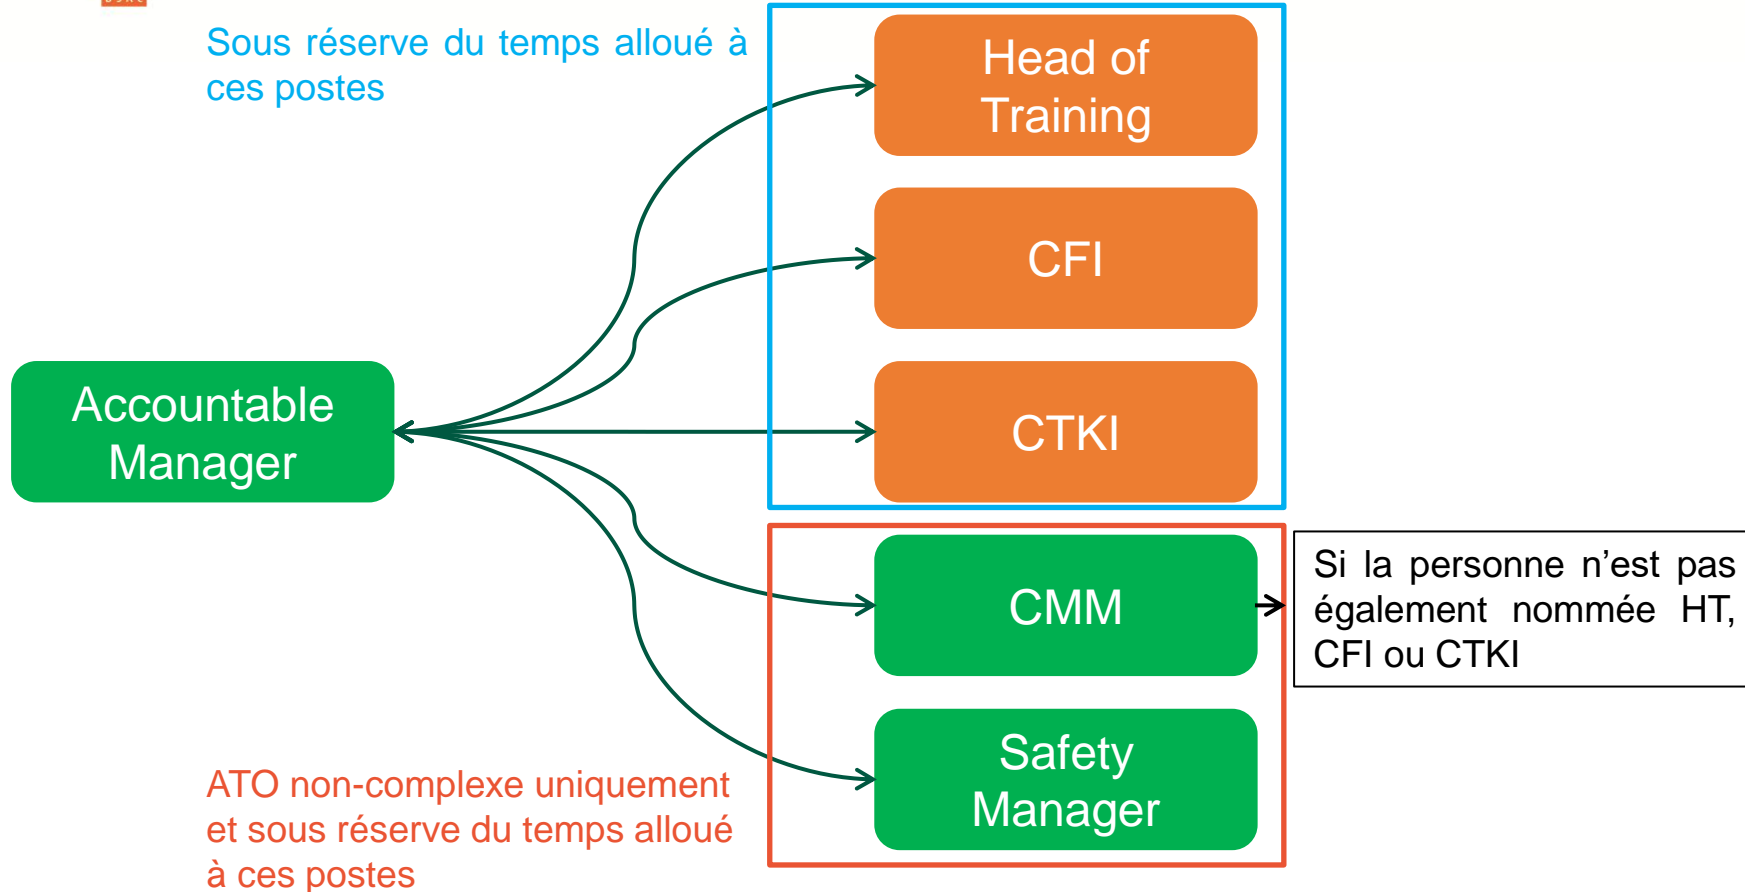 Sous réserve du temps alloué à
ces postes
Head of
Training
CFI
Accountable
Manager
CTKI
CMM
Si la personne n'est pas
également nommée HT,
CFI ou CTKI
Safety
Manager
ATO non-complexe uniquement
et sous réserve du temps alloué
à ces postes